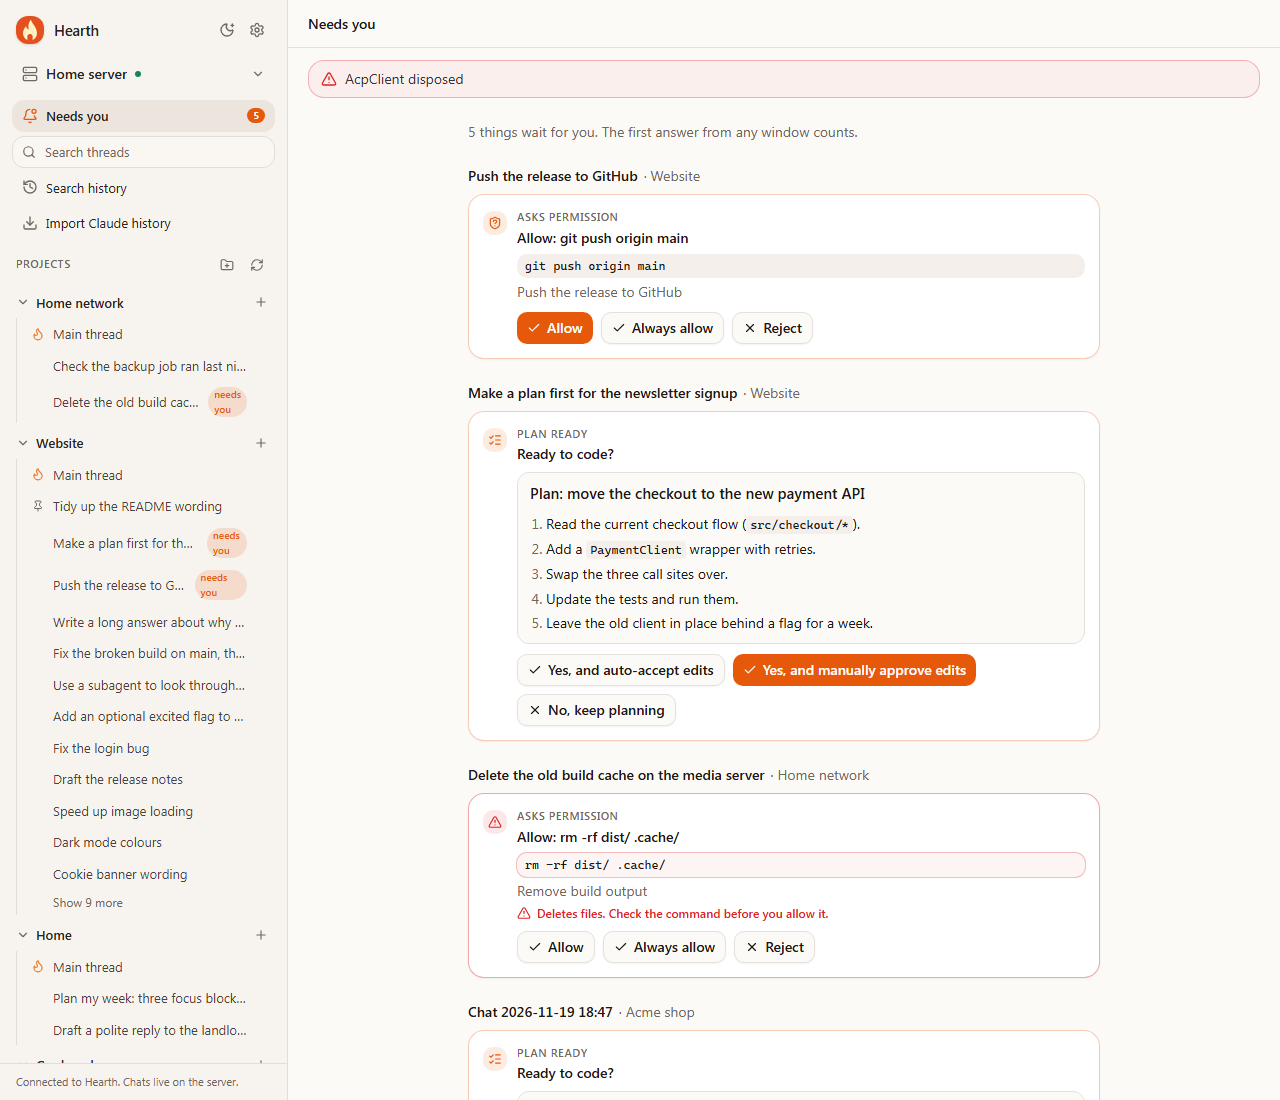 Hearth
Home server
Needs you
5
Search threads
Search history
Import Claude history
PROJECTS
Home network
Main thread
Check the backup job ran last ni...
Delete the old build cac...
needs you
Website
Main thread
Tidy up the README wording
Make a plan first for th...
needs you
Push the release to G...
needs you
Write a long answer about why ...
Fix the broken build on main, th...
Use a subagent to look through...
Add an optional excited flag to ...
Fix the login bug
Draft the release notes
Speed up image loading
Dark mode colours
Cookie banner wording
Show 9 more
Home
Main thread
Plan my week: three focus block...
Draft a polite reply to the landlo...
Connected to Hearth. Chats live on the server.
Needs you
AcpClient disposed
5 things wait for you. The first answer from any window counts.
Push the release to GitHub · Website
ASKS PERMISSION
Allow: git push origin main
git push origin main
Push the release to GitHub
Allow
Always allow
Reject
Make a plan first for the newsletter signup · Website
PLAN READY
Ready to code?
Plan: move the checkout to the new payment API
1. Read the current checkout flow (src/checkout/*).
2. Add a PaymentClient wrapper with retries.
3. Swap the three call sites over.
4. Update the tests and run them.
5. Leave the old client in place behind a flag for a week.
Yes, and auto-accept edits
Yes, and manually approve edits
No, keep planning
Delete the old build cache on the media server · Home network
ASKS PERMISSION
Allow: rm -rf dist/ .cache/
rm -rf dist/ .cache/
Remove build output
Deletes files. Check the command before you allow it.
Allow
Always allow
Reject
Chat 2026-11-19 18:47 · Acme shop
PLAN READY
Ready to code?